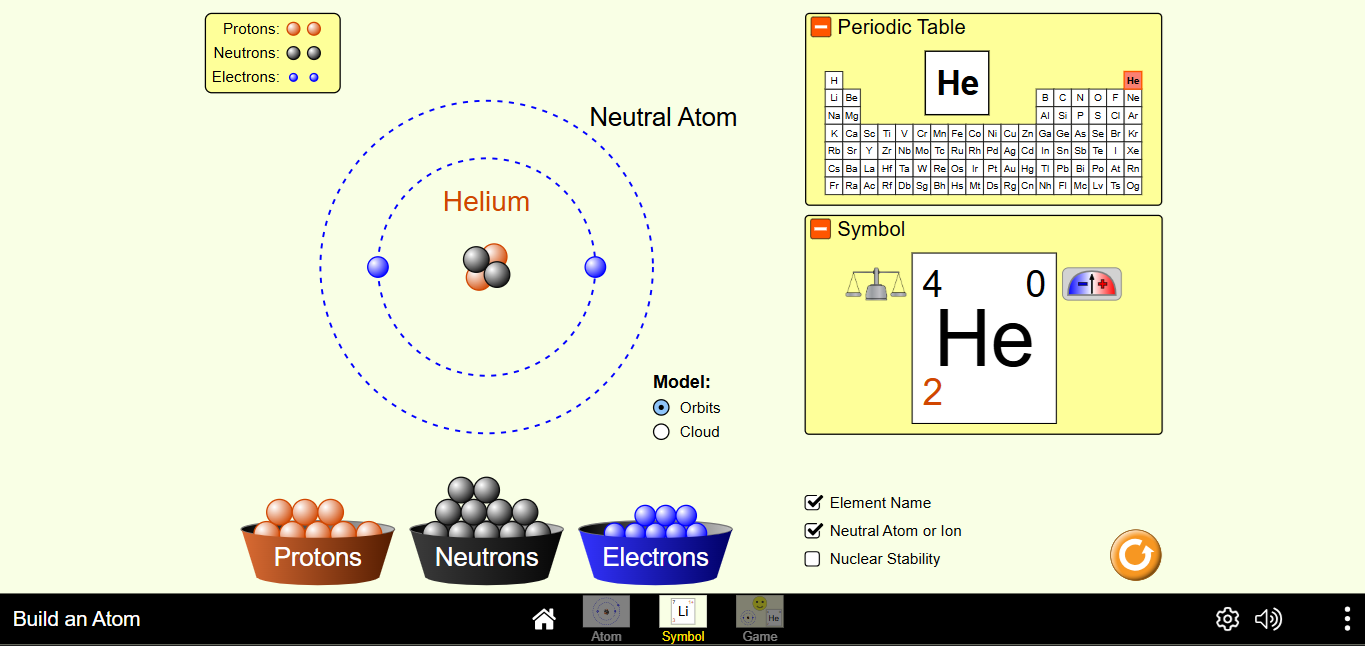 Protons:
Neutrons:
Electrons:
Neutral Atom
Helium
Model:
Orbits
Cloud
Protons
Neutrons
Electrons
Periodic Table
He
H He
Li Be B C N O F Ne
Na Mg Al Si P S Cl Ar
K Ca Sc Ti V Cr Mn Fe Co Ni Cu Zn Ga Ge As Se Br Kr
Rb Sr Y Zr Nb Mo Tc Ru Rh Pd Ag Cd In Sn Sb Te I Xe
Cs Ba La Hf Ta W Re Os Ir Pt Au Hg Tl Pb Bi Po At Rn
Fr Ra Ac Rf Db Sg Bh Hs Mt Ds Rg Cn Nh Fl Mc Lv Ts Og
Symbol
4 0
- +
He
2
Element Name
Neutral Atom or Ion
Nuclear Stability
Build an Atom
Atom
Li
Symbol
He
Game